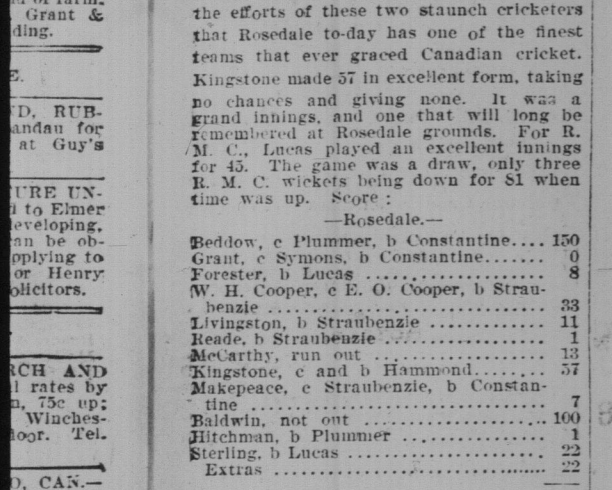 Grant &
ding.
E.
D, RUB-
andau for
at Guy's
TURE UN-
d to Elmer
developing.
can be ob-
pplying to
or Henry
olicitors.
RCH AND
l rates by
n, 75c up;
Winches-
loor. Tel.
O, CAN.—
the efforts of these two staunch cricketers
that Rosedale to-day has one of the finest
teams that ever graced Canadian cricket.
Kingstone made 57 in excellent form, taking
no chances and giving none. It was a
grand innings, and one that will long be
remembered at Rosedale grounds. For R.
M. C., Lucas played an excellent innings
for 45. The game was a draw, only three
R. M. C. wickets being down for 81 when
time was up. Score :
—Rosedale.—
Beddow, c Plummer, b Constantine.... 150
Grant, c Symons, b Constantine....... 0
Forester, b Lucas .................. 8
W. H. Cooper, c E. O. Cooper, b Strau-
benzie ........................... 33
Livingston, b Straubenzie ............ 11
Reade, b Straubenzie ................ 1
McCarthy, run out ................... 13
Kingstone, c and b Hammond........ 57
Makepeace, c Straubenzie, b Constan-
tine .............................. 7
Baldwin, not out .................... 100
Hitchman, b Plummer ............... 1
Sterling, b Lucas .................... 22
Extras ............................ 22